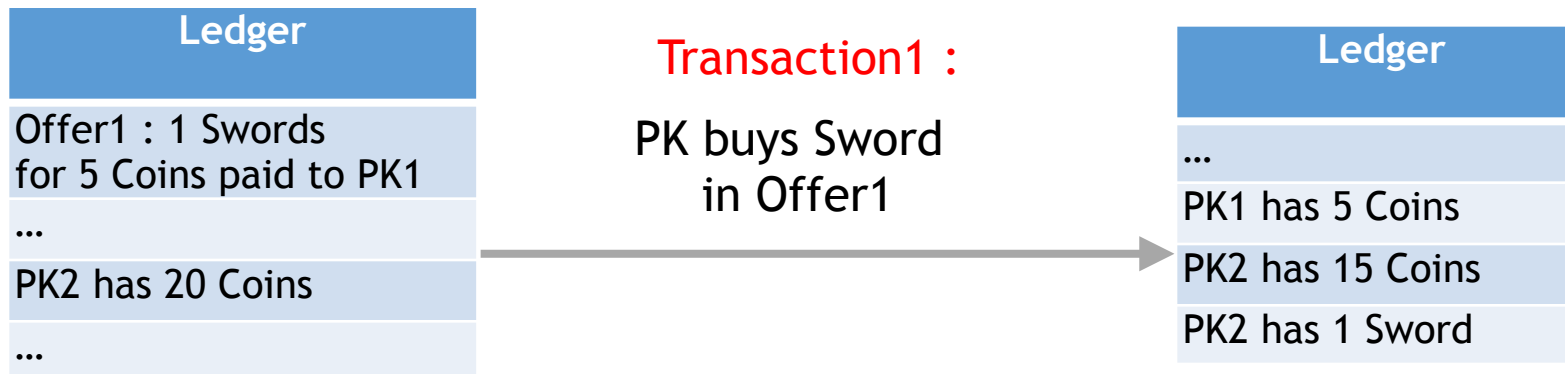 Ledger
Offer1 : 1 Swords
for 5 Coins paid to PK1
…
PK2 has 20 Coins
…
Transaction1 :
PK buys Sword
in Offer1
Ledger
…
PK1 has 5 Coins
PK2 has 15 Coins
PK2 has 1 Sword